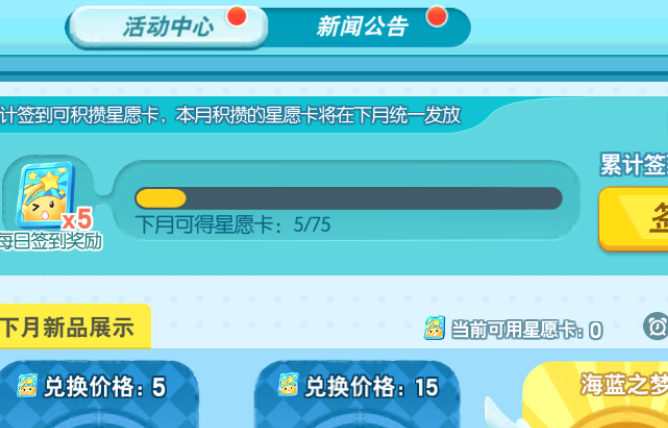 活动中心
新闻公告
计签到可积攒星愿卡，本月积攒的星愿卡将在下月统一发放
累计签
x5
每日签到奖励
下月可得星愿卡：5/75
下月新品展示
当前可用星愿卡：0
兑换价格：5
兑换价格：15
海蓝之梦